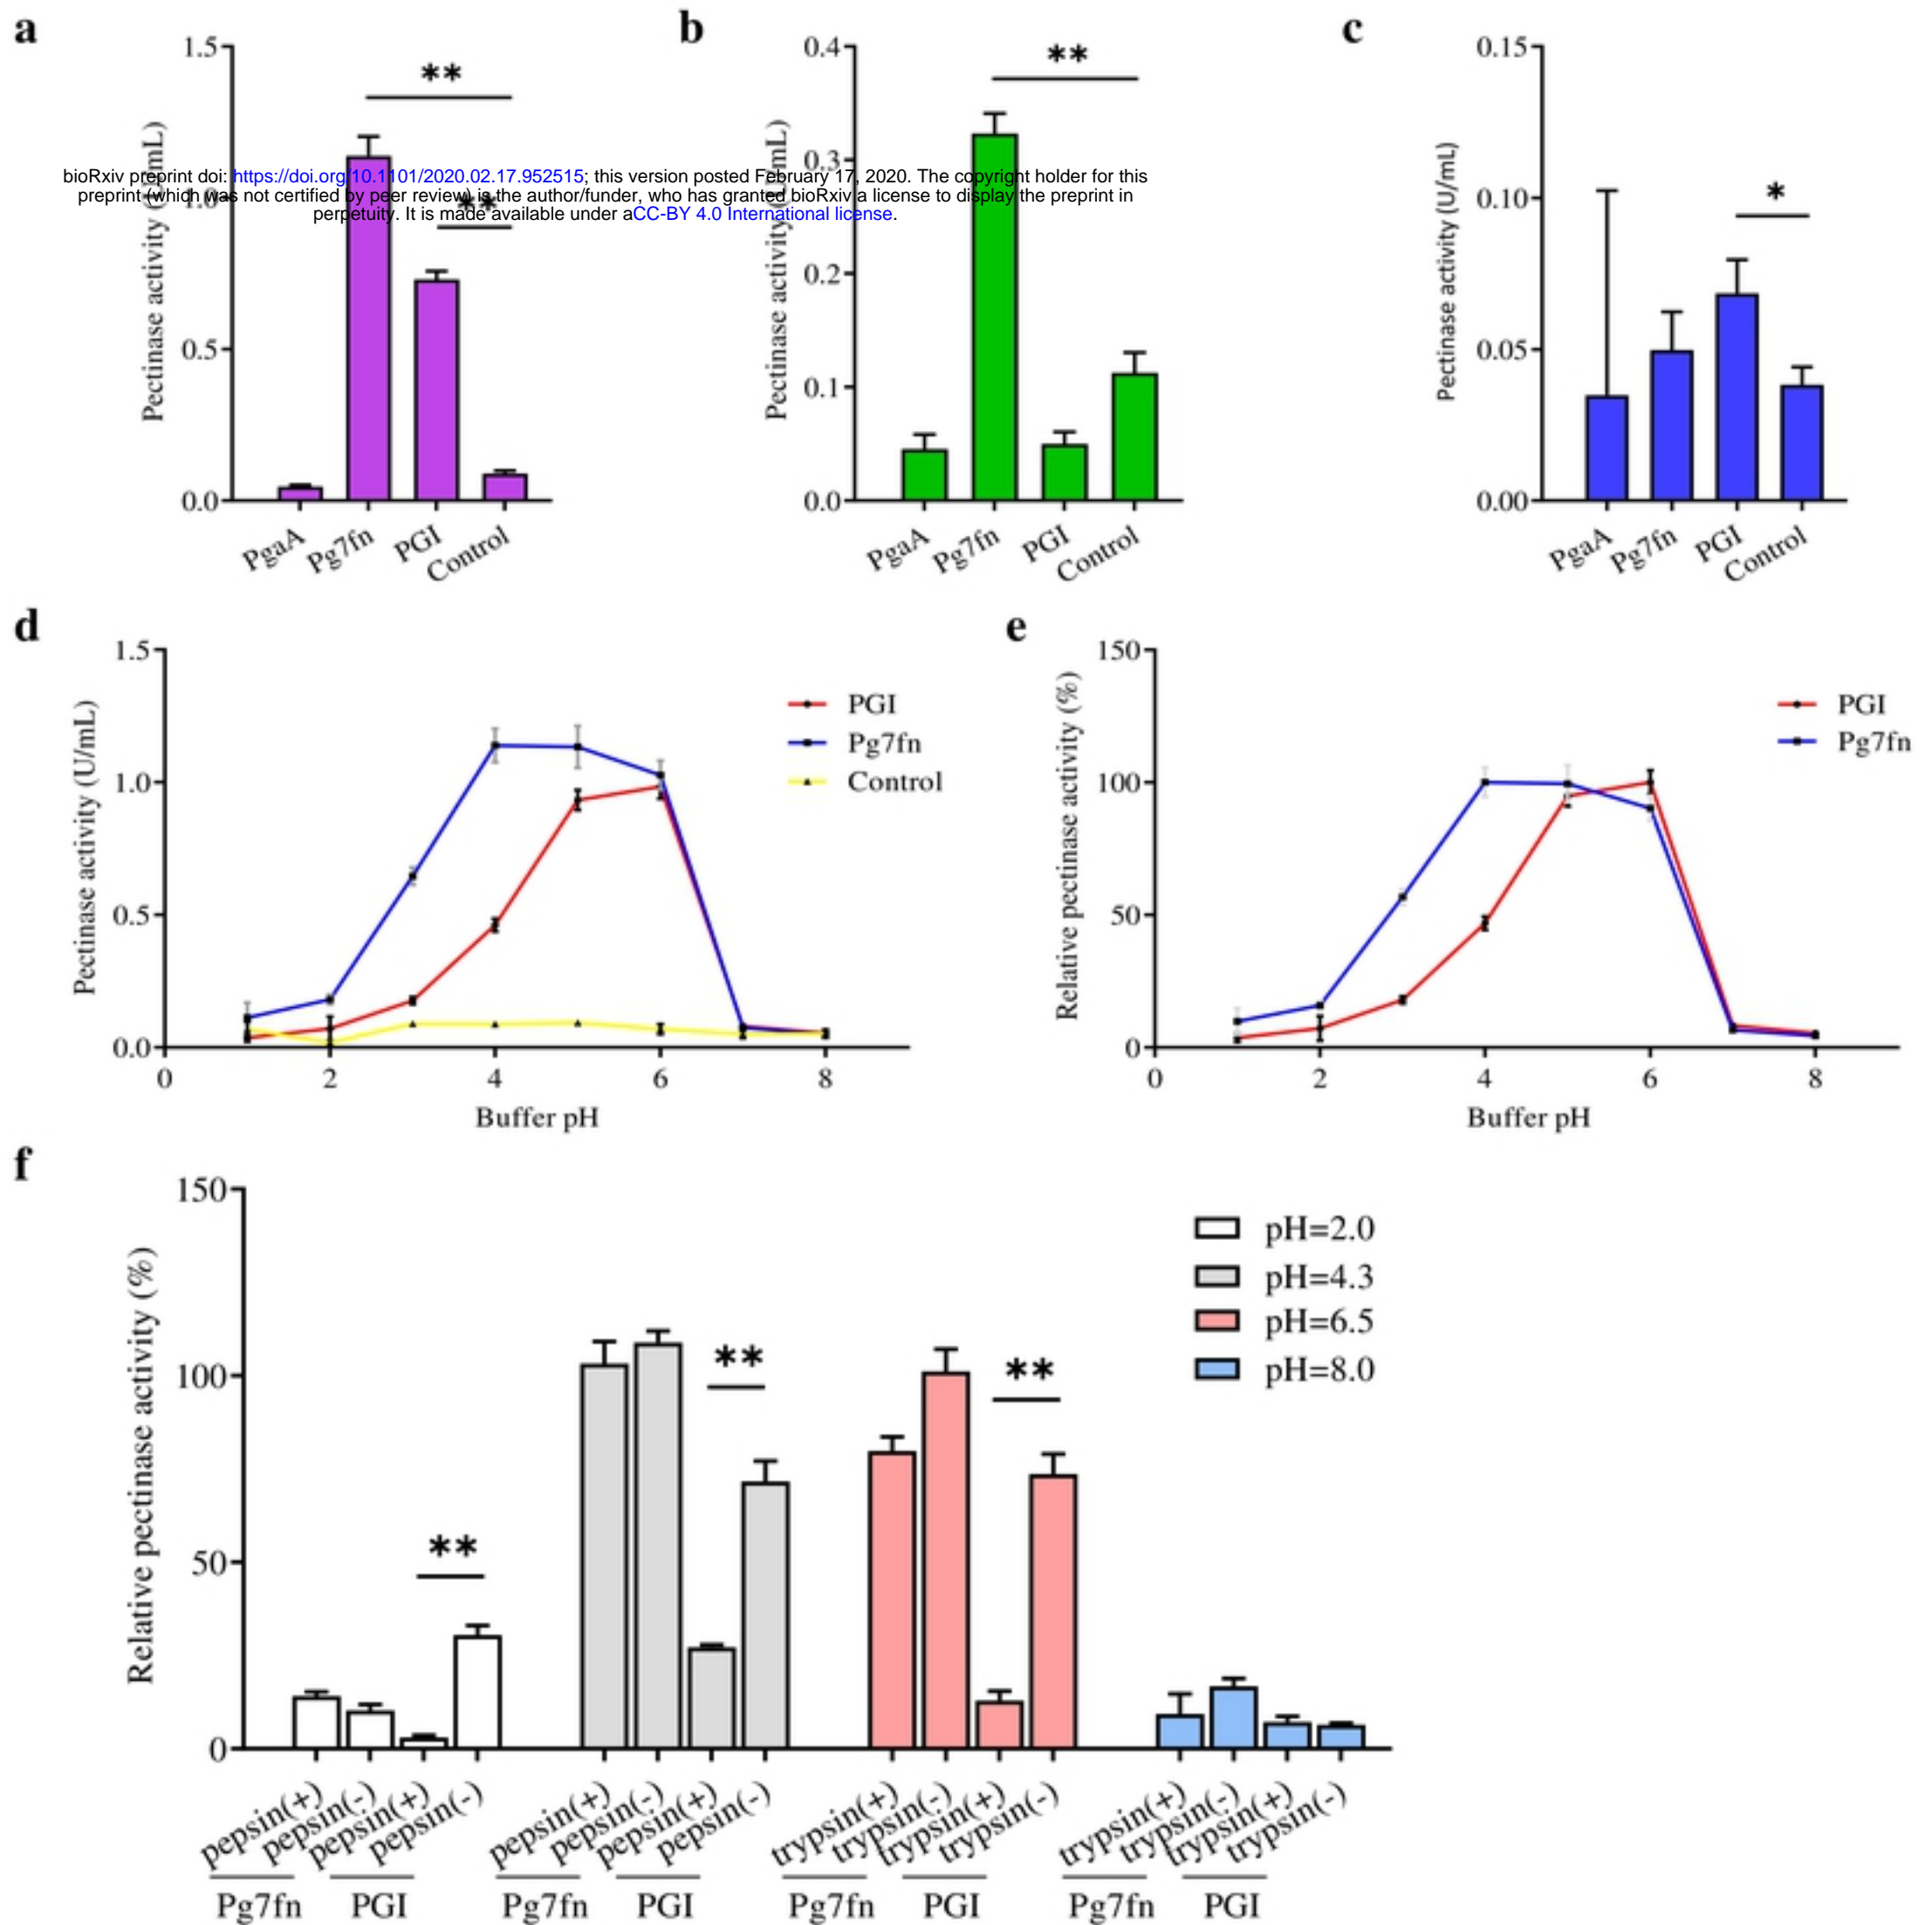 a
b
c
1.5
1.0
0.5
0.0
Pectinase activity (U/mL)
**
**
PgaA
Pg7fn
PGI
Control
0.4
0.3
0.2
0.1
0.0
Pectinase activity (U/mL)
**
PgaA
Pg7fn
PGI
Control
0.15
0.10
0.05
0.00
Pectinase activity (U/mL)
*
PgaA
Pg7fn
PGI
Control
bioRxiv preprint doi: https://doi.org/10.1101/2020.02.17.952515; this version posted February 17, 2020. The copyright holder for this
preprint (which was not certified by peer review) is the author/funder, who has granted bioRxiv a license to display the preprint in
perpetuity. It is made available under aCC-BY 4.0 International license.
d
1.5
1.0
0.5
0.0
Pectinase activity (U/mL)
PGI
Pg7fn
Control
0
2
4
6
8
Buffer pH
e
150
100
50
0
Relative pectinase activity (%)
PGI
Pg7fn
0
2
4
6
8
Buffer pH
f
150
100
50
0
Relative pectinase activity (%)
**
**
**
pH=2.0
pH=4.3
pH=6.5
pH=8.0
pepsin(+)
pepsin(-)
pepsin(+)
pepsin(-)
pepsin(+)
pepsin(-)
pepsin(+)
pepsin(-)
trypsin(+)
trypsin(-)
trypsin(+)
trypsin(-)
trypsin(+)
trypsin(-)
trypsin(+)
trypsin(-)
Pg7fn
PGI
Pg7fn
PGI
Pg7fn
PGI
Pg7fn
PGI